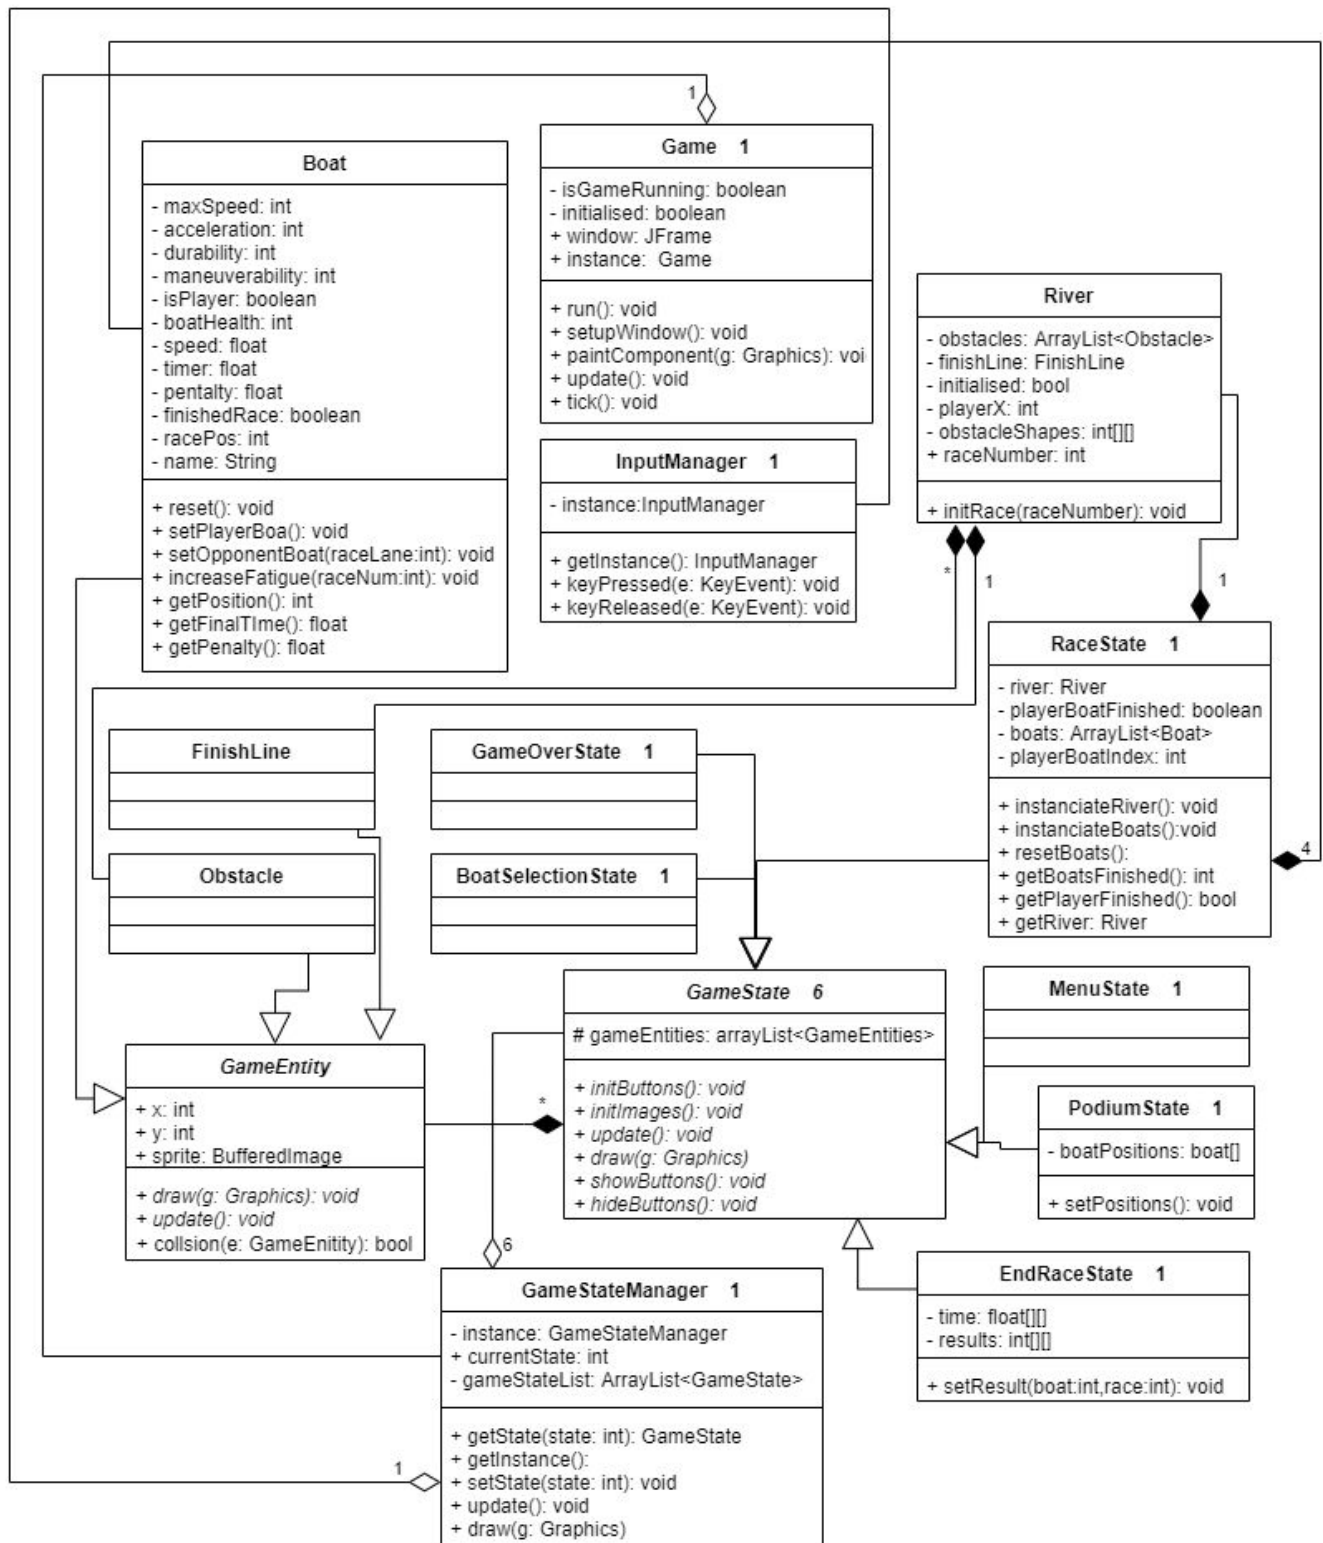 1
Game 1
- isGameRunning: boolean
- initialised: boolean
+ window: JFrame
+ instance: Game
+ run(): void
+ setupWindow(): void
+ paintComponent(g: Graphics): voi
+ update(): void
+ tick(): void
Boat
- maxSpeed: int
- acceleration: int
- durability: int
- maneuverability: int
- isPlayer: boolean
- boatHealth: int
- speed: float
- timer: float
- pentalty: float
- finishedRace: boolean
- racePos: int
- name: String
+ reset(): void
+ setPlayerBoa(): void
+ setOpponentBoat(raceLane:int): void
+ increaseFatigue(raceNum:int): void
+ getPosition(): int
+ getFinalTIme(): float
+ getPenalty(): float
River
- obstacles: ArrayList<Obstacle>
- finishLine: FinishLine
- initialised: bool
- playerX: int
- obstacleShapes: int[][]
+ raceNumber: int
+ initRace(raceNumber): void
InputManager 1
- instance:InputManager
+ getInstance(): InputManager
+ keyPressed(e: KeyEvent): void
+ keyReleased(e: KeyEvent): void
*
1
1
RaceState 1
- river: River
- playerBoatFinished: boolean
- boats: ArrayList<Boat>
- playerBoatIndex: int
+ instanciateRiver(): void
+ instanciateBoats():void
+ resetBoats():
+ getBoatsFinished(): int
+ getPlayerFinished(): bool
+ getRiver: River
4
FinishLine
GameOverState 1
Obstacle
BoatSelectionState 1
GameState 6
# gameEntities: arrayList<GameEntities>
+ initButtons(): void
+ initImages(): void
+ update(): void
+ draw(g: Graphics)
+ showButtons(): void
+ hideButtons(): void
MenuState 1
GameEntity
+ x: int
+ y: int
+ sprite: BufferedImage
+ draw(g: Graphics): void
+ update(): void
+ collsion(e: GameEnitity): bool
*
PodiumState 1
- boatPositions: boat[]
+ setPositions(): void
6
EndRaceState 1
- time: float[][]
- results: int[][]
+ setResult(boat:int,race:int): void
GameStateManager 1
- instance: GameStateManager
+ currentState: int
- gameStateList: ArrayList<GameState>
+ getState(state: int): GameState
+ getInstance():
+ setState(state: int): void
+ update(): void
+ draw(g: Graphics)
1